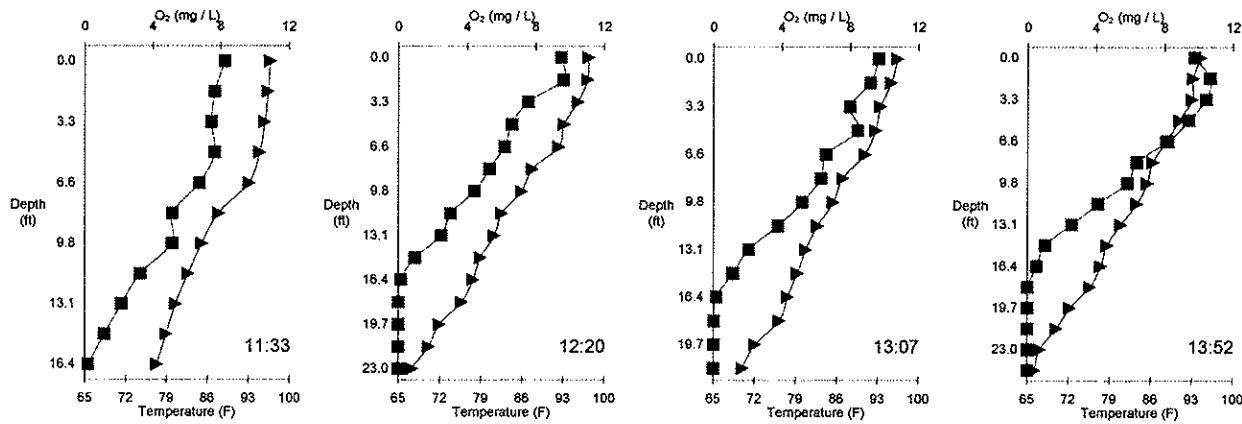 O₂ (mg / L)
0 4 8 12
0.0
3.3
6.6
Depth
(ft)
9.8
13.1
16.4
11:33
65 72 79 86 93 100
Temperature (F)
O₂ (mg / L)
0 4 8 12
0.0
3.3
6.6
Depth
(ft)
9.8
13.1
16.4
19.7
23.0
12:20
65 72 79 86 93 100
Temperature (F)
O₂ (mg / L)
0 4 8 12
0.0
3.3
6.6
Depth
(ft)
9.8
13.1
16.4
19.7
13:07
65 72 79 86 93 100
Temperature (F)
O₂ (mg / L)
0 4 8 12
0.0
3.3
6.6
Depth
(ft)
9.8
13.1
16.4
19.7
23.0
13:52
65 72 79 86 93 100
Temperature (F)